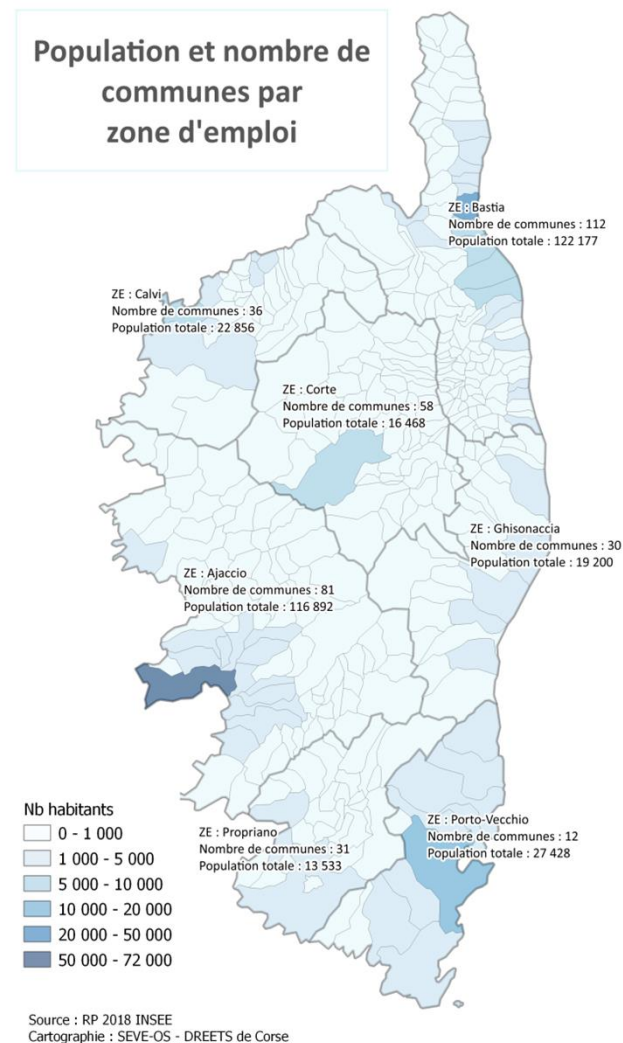 Population et nombre de
communes par
zone d'emploi
ZE : Bastia
Nombre de communes : 112
Population totale : 122 177
ZE : Calvi
Nombre de communes : 36
Population totale : 22 856
ZE : Corte
Nombre de communes : 58
Population totale : 16 468
ZE : Ghisonaccia
Nombre de communes : 30
Population totale : 19 200
ZE : Ajaccio
Nombre de communes : 81
Population totale : 116 892
ZE : Porto-Vecchio
Nombre de communes : 12
Population totale : 27 428
ZE : Propriano
Nombre de communes : 31
Population totale : 13 533
Nb habitants
0 - 1 000
1 000 - 5 000
5 000 - 10 000
10 000 - 20 000
20 000 - 50 000
50 000 - 72 000
Source : RP 2018 INSEE
Cartographie : SEVE-OS - DREETS de Corse